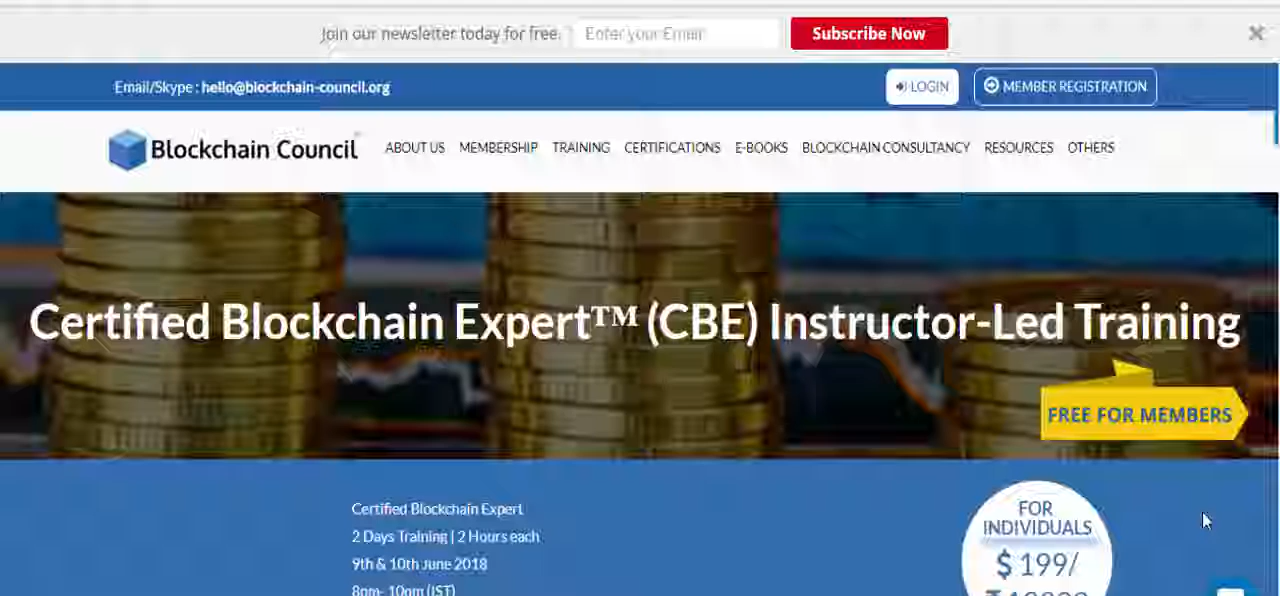 Join our newsletter today for free. Enter your Email Subscribe Now
Email/Skype : hello@blockchain-council.org LOGIN MEMBER REGISTRATION
Blockchain Council ABOUT US MEMBERSHIP TRAINING CERTIFICATIONS E-BOOKS BLOCKCHAIN CONSULTANCY RESOURCES OTHERS
Certified Blockchain Expert™ (CBE) Instructor-Led Training
FREE FOR MEMBERS
Certified Blockchain Expert
2 Days Training | 2 Hours each
9th & 10th June 2018
8pm- 10pm (IST)
FOR
INDIVIDUALS
$ 199/